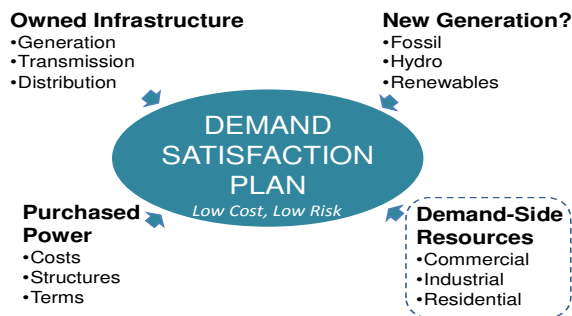 Owned Infrastructure
•Generation
•Transmission
•Distribution
New Generation?
•Fossil
•Hydro
•Renewables
DEMAND
SATISFACTION
PLAN
Low Cost, Low Risk
Purchased
Power
•Costs
•Structures
•Terms
Demand-Side
Resources
•Commercial
•Industrial
•Residential